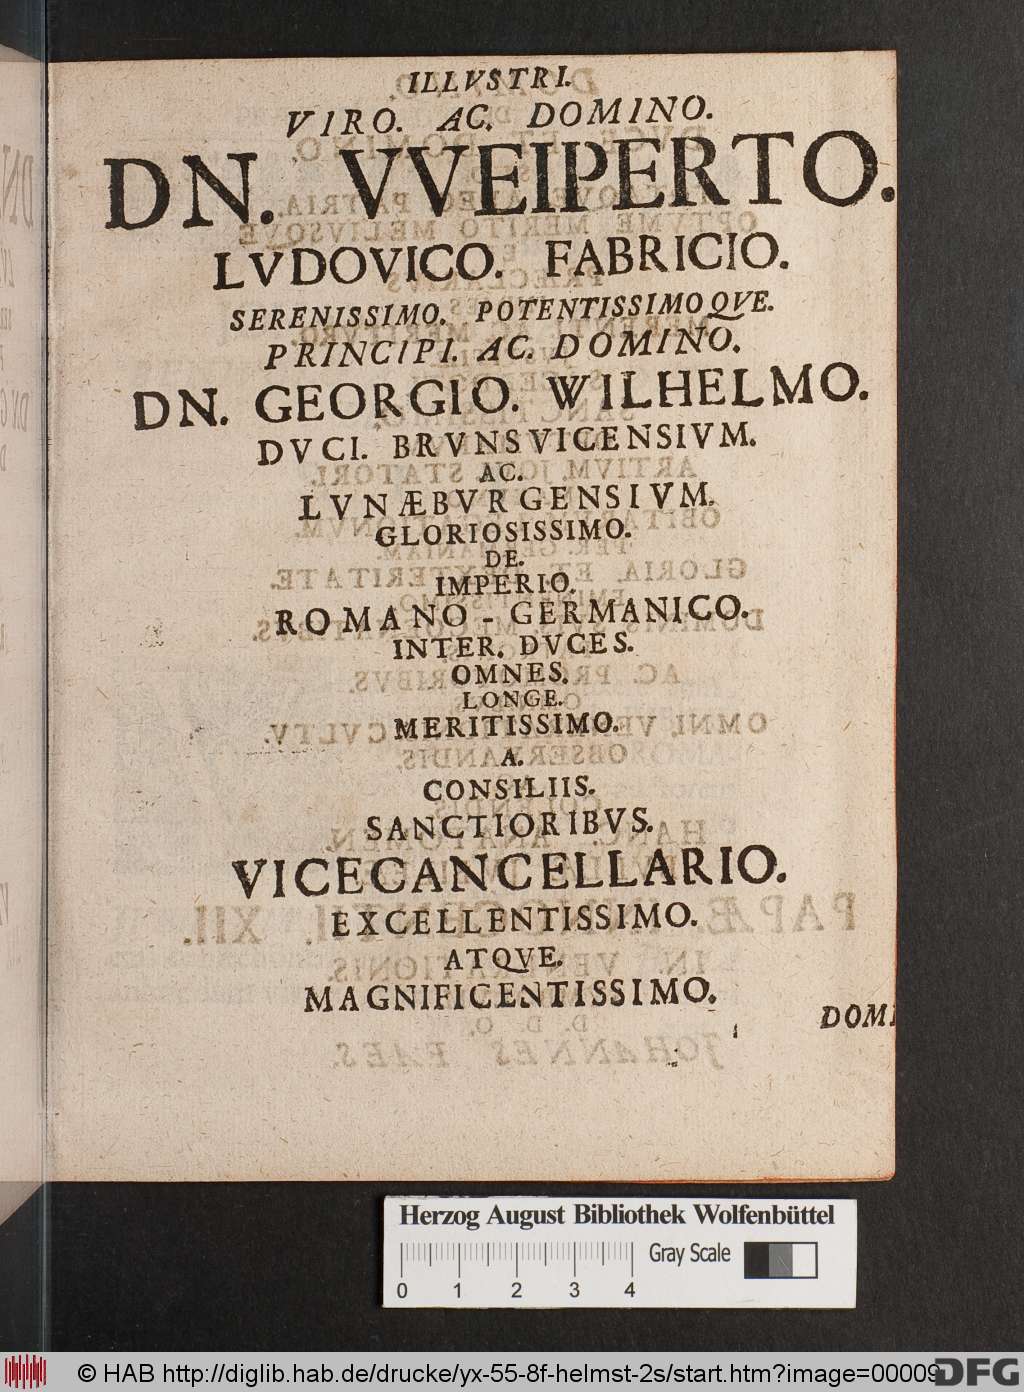 ILLVSTRI.
VIRO. AC. DOMINO.
DN. VVEIPERTO.
LVDOVICO. FABRICIO.
SERENISSIMO. POTENTISSIMOQVE.
PRINCIPI. AC. DOMINO.
DN. GEORGIO. WILHELMO.
DVCI. BRVNSVICENSIVM.
AC.
LVNÆBVRGENSIVM.
GLORIOSISSIMO.
DE.
IMPERIO.
ROMANO-GERMANICO.
INTER. DVCES.
OMNES.
LONGE.
MERITISSIMO.
A.
CONSILIIS.
SANCTIORIBVS.
VICECANCELLARIO.
EXCELLENTISSIMO.
ATQVE.
MAGNIFICENTISSIMO.
DOMI
Herzog August Bibliothek Wolfenbüttel
Gray Scale
0 1 2 3 4
© HAB http://diglib.hab.de/drucke/yx-55-8f-helmst-2s/start.htm?image=00009
DFG